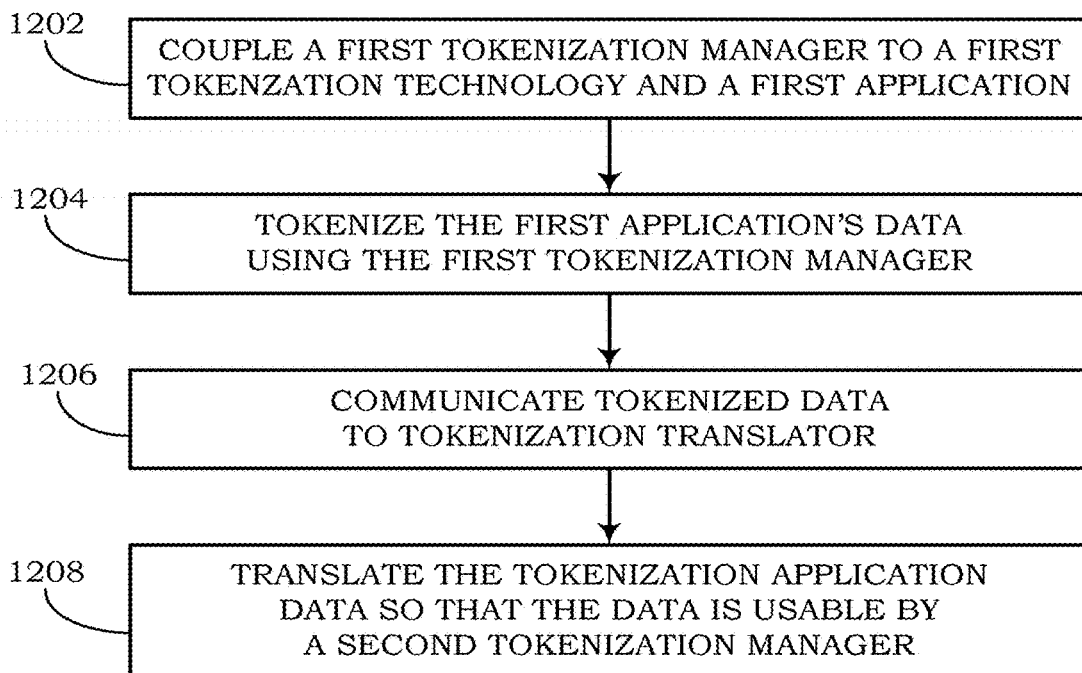 1202
COUPLE A FIRST TOKENIZATION MANAGER TO A FIRST
TOKENZATION TECHNOLOGY AND A FIRST APPLICATION
1204
TOKENIZE THE FIRST APPLICATION'S DATA
USING THE FIRST TOKENIZATION MANAGER
1206
COMMUNICATE TOKENIZED DATA
TO TOKENIZATION TRANSLATOR
1208
TRANSLATE THE TOKENIZATION APPLICATION
DATA SO THAT THE DATA IS USABLE BY
A SECOND TOKENIZATION MANAGER